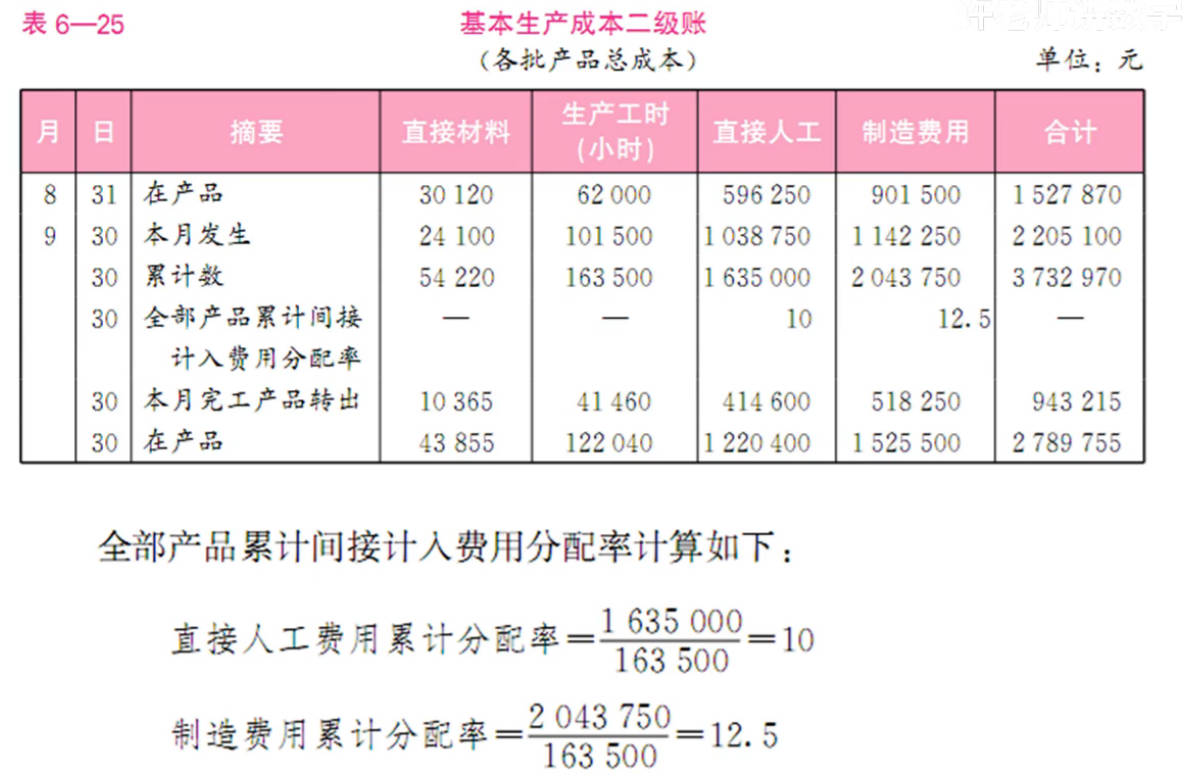 表 6—25 基本生产成本二级账
(各批产品总成本) 单位：元
月 日 摘要 直接材料 生产工时(小时) 直接人工 制造费用 合计
8 31 在产品 30 120 62 000 596 250 901 500 1 527 870
9 30 本月发生 24 100 101 500 1 038 750 1 142 250 2 205 100
30 累计数 54 220 163 500 1 635 000 2 043 750 3 732 970
30 全部产品累计间接 — — 10 12.5 —
计入费用分配率
30 本月完工产品转出 10 365 41 460 414 600 518 250 943 215
30 在产品 43 855 122 040 1 220 400 1 525 500 2 789 755
全部产品累计间接计入费用分配率计算如下：
直接人工费用累计分配率＝1 635 000/163 500＝10
制造费用累计分配率＝2 043 750/163 500＝12.5